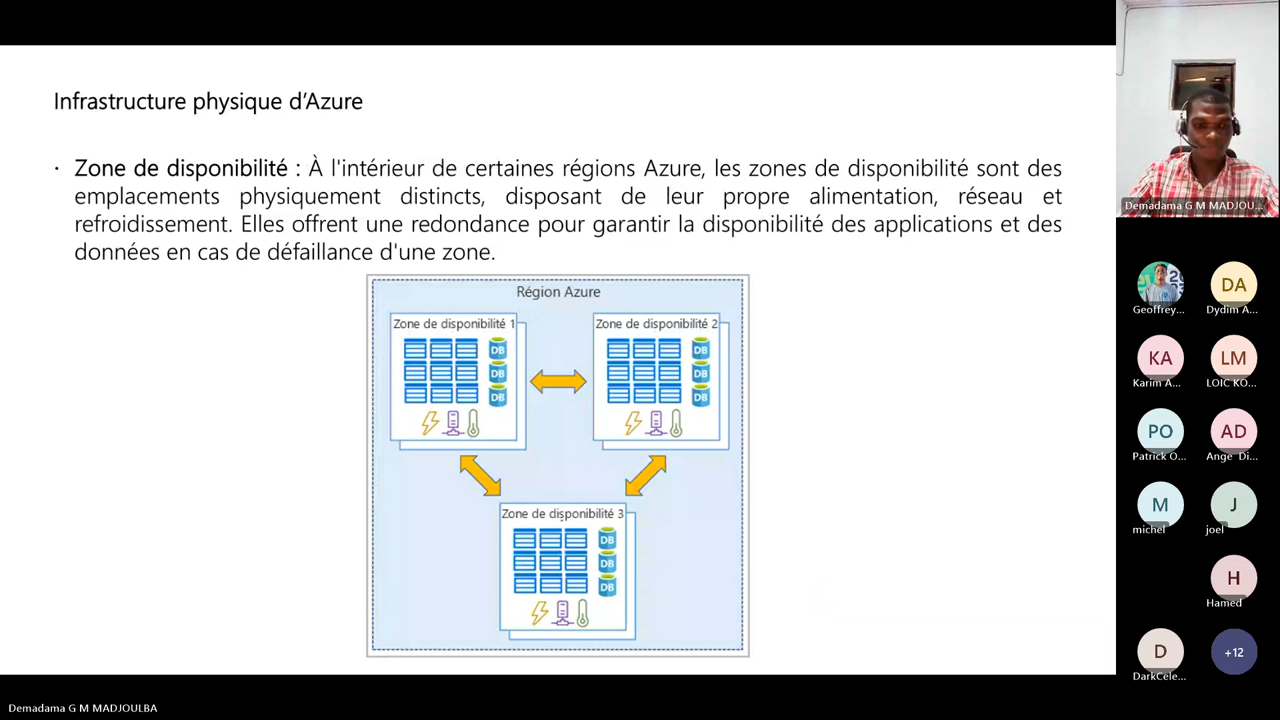 Infrastructure physique d'Azure
· Zone de disponibilité : À l'intérieur de certaines régions Azure, les zones de disponibilité sont des
emplacements physiquement distincts, disposant de leur propre alimentation, réseau et
refroidissement. Elles offrent une redondance pour garantir la disponibilité des applications et des
données en cas de défaillance d'une zone.
Région Azure
Zone de disponibilité 1
DB
DB
DB
Zone de disponibilité 2
DB
DB
DB
Zone de disponibilité 3
DB
DB
DB
Demadama G M MADJOU...
Geoffrey...
DA
Dydim A...
KA
Karim A...
LM
LOIC KO...
PO
Patrick O...
AD
Ange Di...
M
michel
J
joel
H
Hamed
D
DarkCele...
+12
Demadama G M MADJOULBA